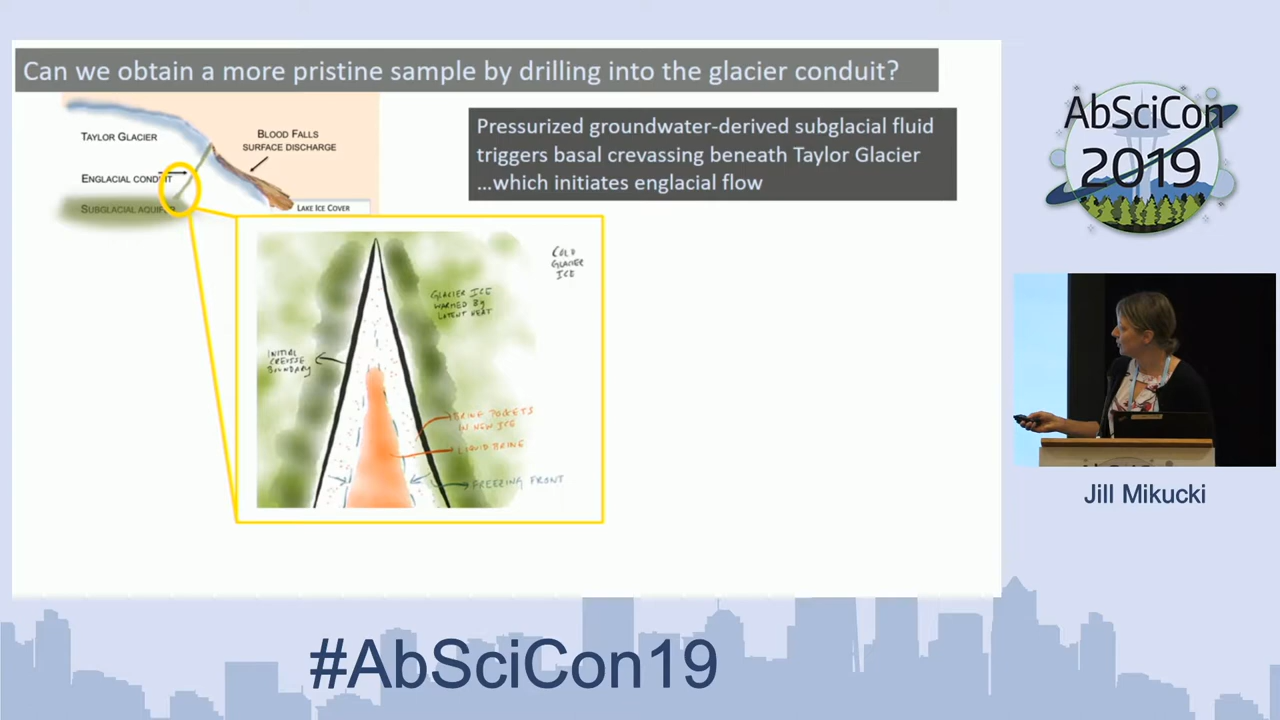 Can we obtain a more pristine sample by drilling into the glacier conduit?
TAYLOR GLACIER
BLOOD FALLS
SURFACE DISCHARGE
ENGLACIAL CONDUIT
SUBGLACIAL AQUIFER
LAKE ICE COVER
Pressurized groundwater-derived subglacial fluid
triggers basal crevassing beneath Taylor Glacier
...which initiates englacial flow
COLD
GLACIER
ICE
GLACIER ICE
WARMED BY
LATENT HEAT
INITIAL
BOUNDARY
BRINE POCKETS
IN NEW ICE
LIQUID BRINE
FREEZING FRONT
AbSciCon
2019
Jill Mikucki
#AbSciCon19